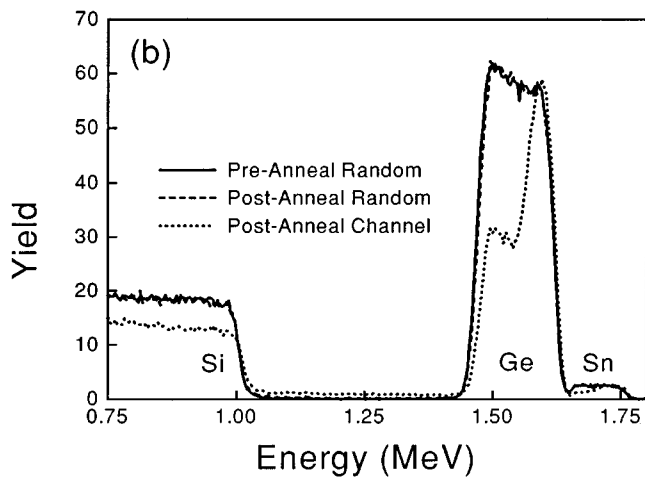 70
(b)
60
50
40
Pre-Anneal Random
Post-Anneal Random
Post-Anneal Channel
30
20
10
0
Yield
Si
Ge
Sn
0.75
1.00
1.25
1.50
1.75
Energy (MeV)